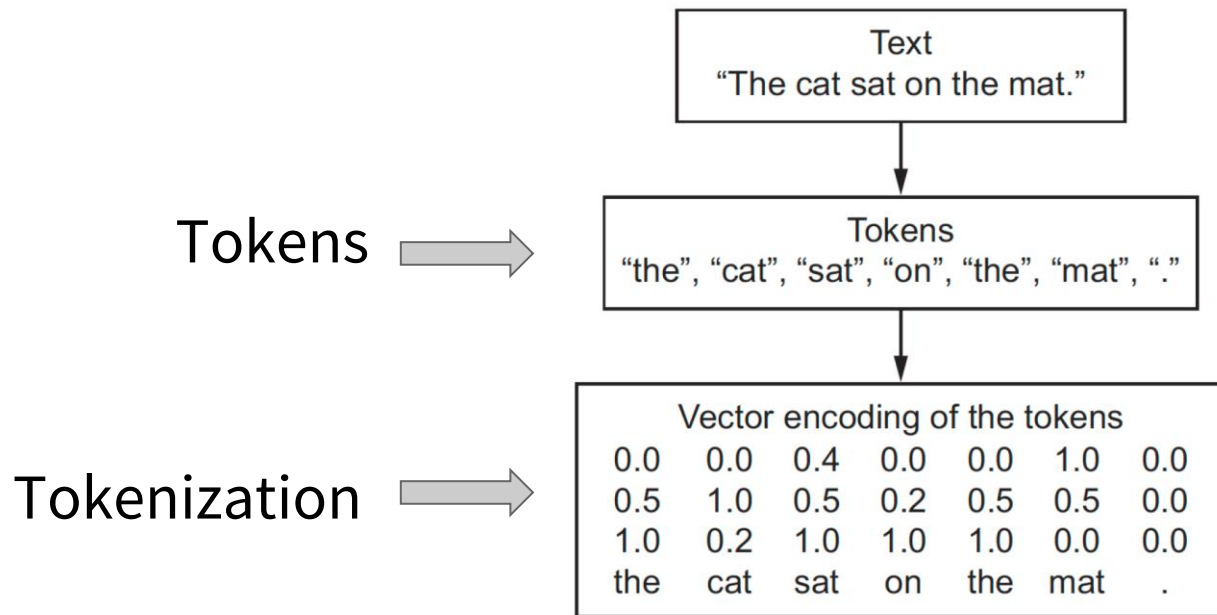 Text
“The cat sat on the mat.”
Tokens
Tokens
“the”, “cat”, “sat”, “on”, “the”, “mat”, “.”
Tokenization
Vector encoding of the tokens
0.0 0.0 0.4 0.0 0.0 1.0 0.0
0.5 1.0 0.5 0.2 0.5 0.5 0.0
1.0 0.2 1.0 1.0 1.0 0.0 0.0
the cat sat on the mat .